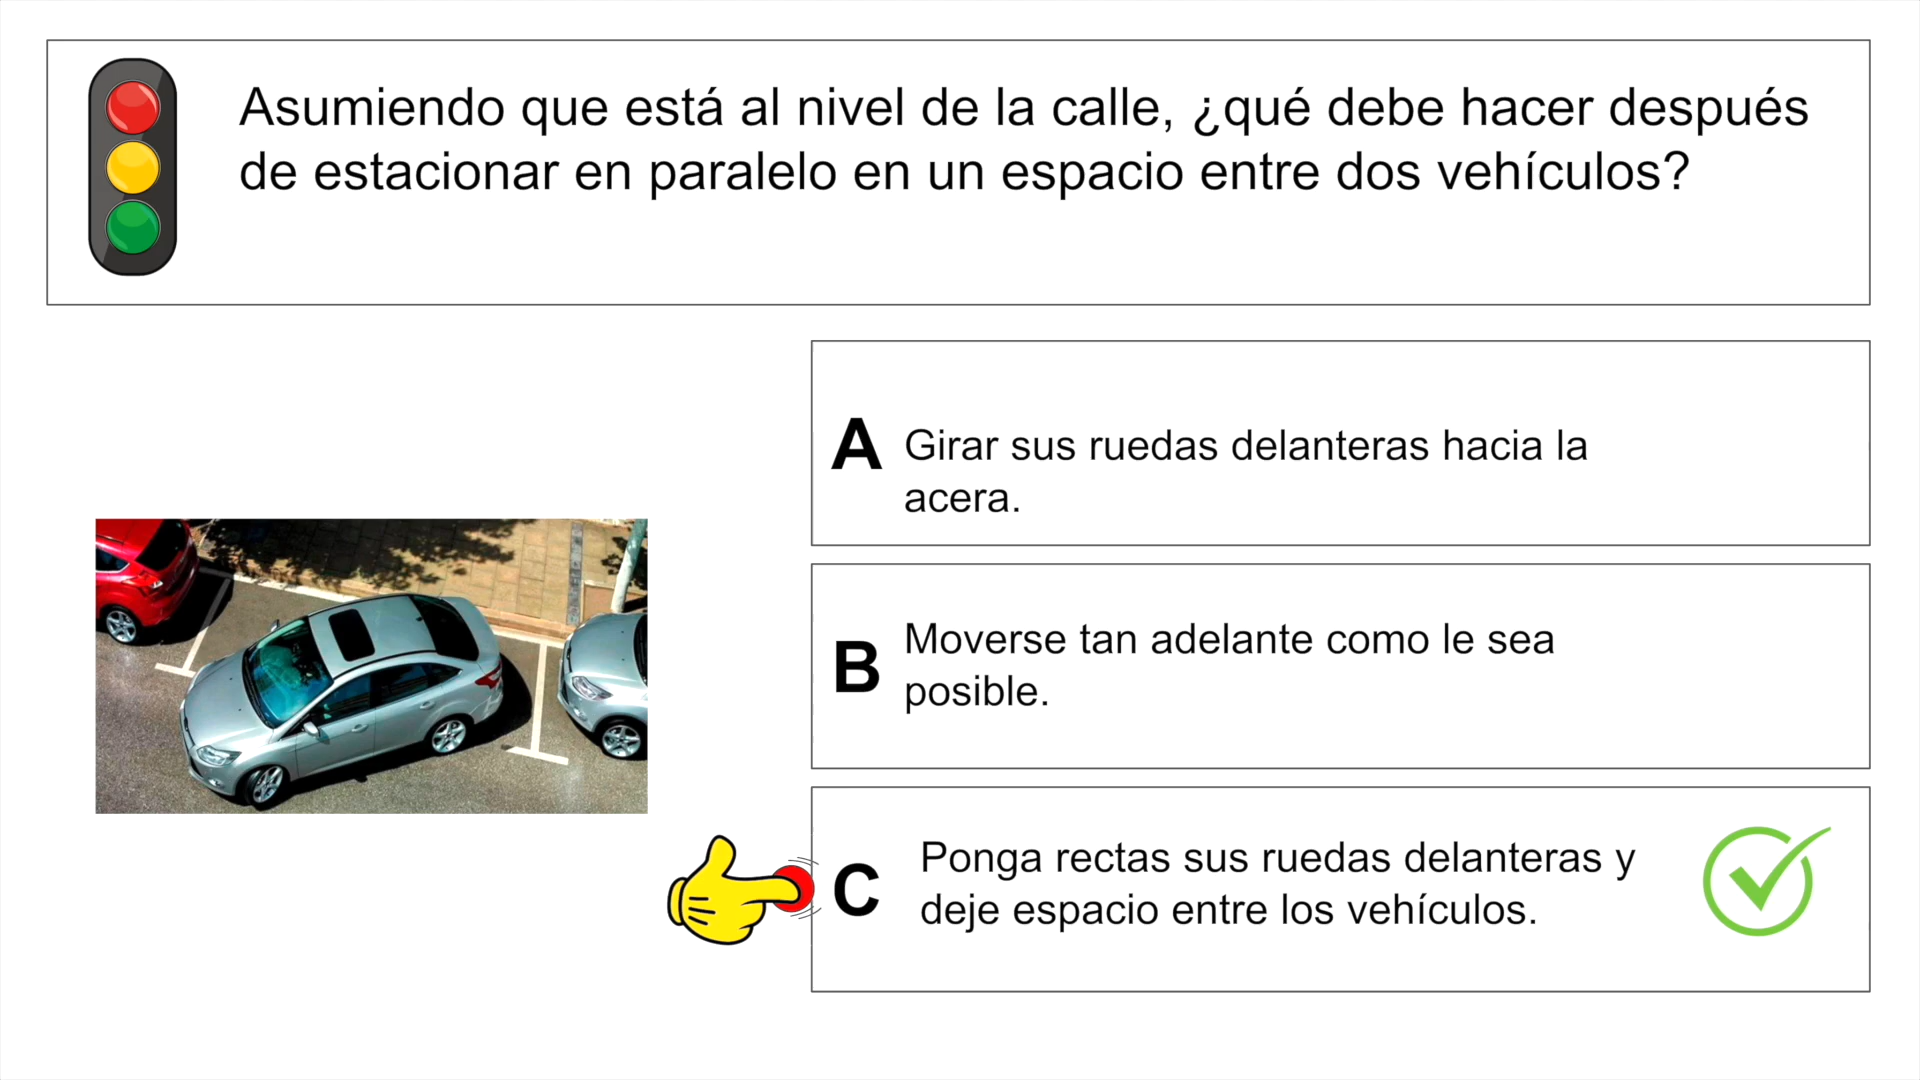 Asumiendo que está al nivel de la calle, ¿qué debe hacer después
de estacionar en paralelo en un espacio entre dos vehículos?
A Girar sus ruedas delanteras hacia la
acera.
B Moverse tan adelante como le sea
posible.
C Ponga rectas sus ruedas delanteras y
deje espacio entre los vehículos.